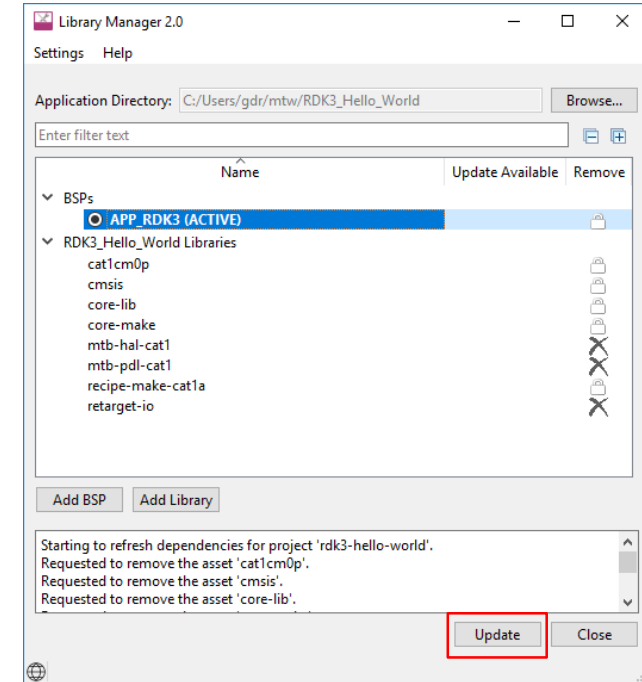 Library Manager 2.0
Settings Help
Application Directory: C:/Users/gdr/mtw/RDK3_Hello_World Browse...
Enter filter text
Name Update Available Remove
BSPs
APP_RDK3 (ACTIVE)
RDK3_Hello_World Libraries
cat1cm0p
cmsis
core-lib
core-make
mtb-hal-cat1
mtb-pdl-cat1
recipe-make-cat1a
retarget-io
Add BSP Add Library
Starting to refresh dependencies for project 'rdk3-hello-world'.
Requested to remove the asset 'cat1cm0p'.
Requested to remove the asset 'cmsis'.
Requested to remove the asset 'core-lib'.
Update Close